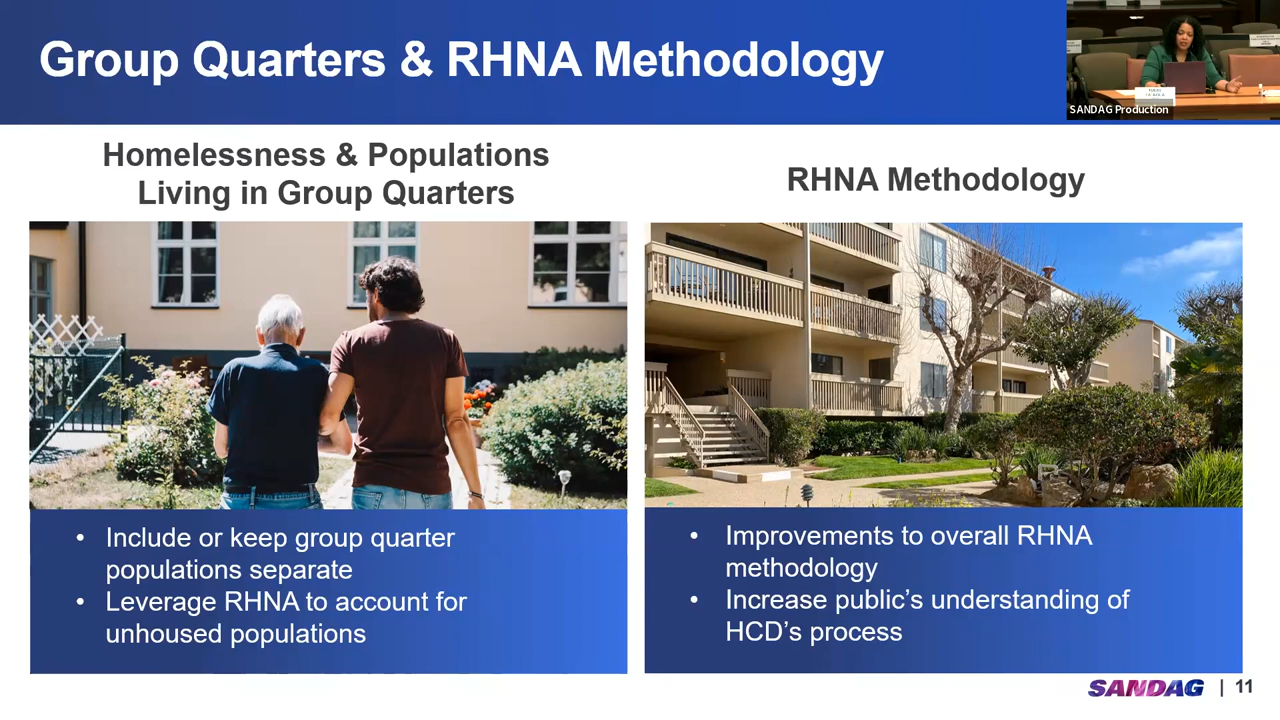 Group Quarters & RHNA Methodology
SANDAG Production
Homelessness & Populations
Living in Group Quarters
• Include or keep group quarter
populations separate
• Leverage RHNA to account for
unhoused populations
RHNA Methodology
• Improvements to overall RHNA
methodology
• Increase public’s understanding of
HCD’s process
SANDAG | 11